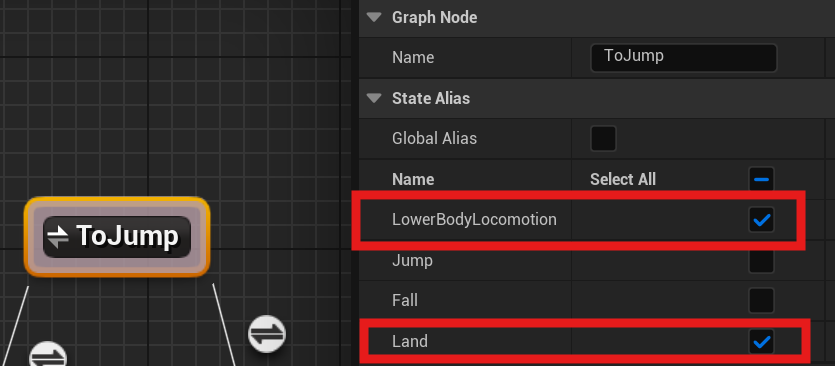 Graph Node
Name ToJump
State Alias
Global Alias
Name Select All
LowerBodyLocomotion
Jump
Fall
Land
ToJump